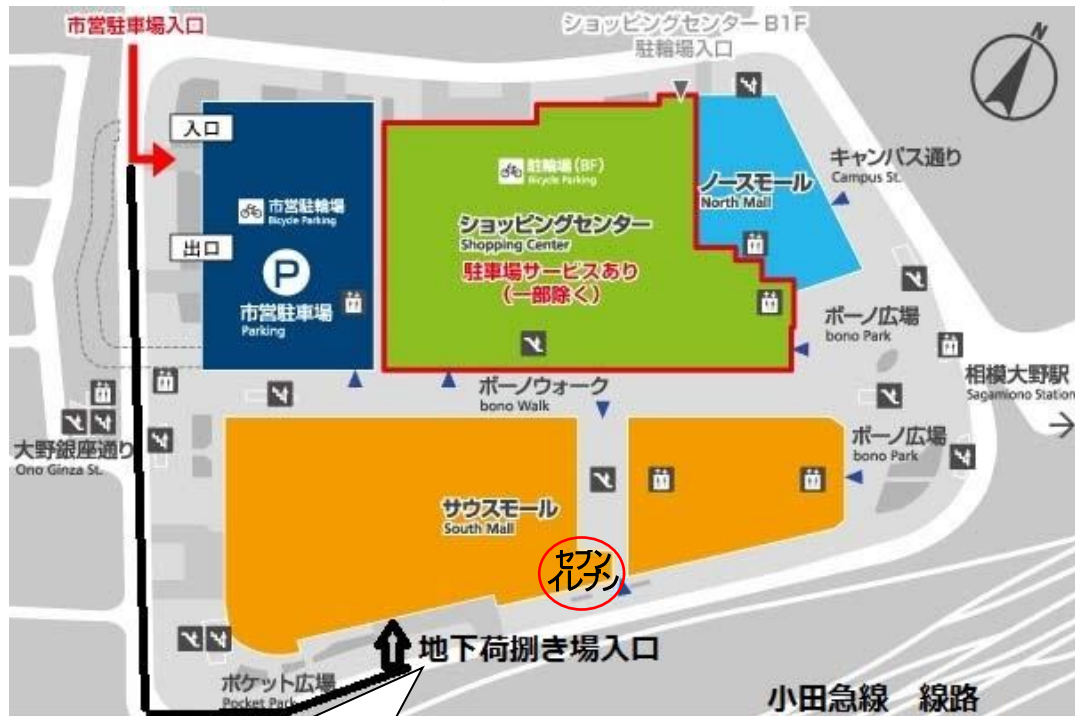 市営駐車場入口
ショッピングセンター B1F
駐輪場入口
N
入口
駐輪場(BF)
Bicycle Parking
キャンパス通り
Campus St.
ノースモール
North Mall
市営駐輪場
Bicycle Parking
ショッピングセンター
Shopping Center
出口
駐車場サービスあり
(一部除く)
P
市営駐車場
Parking
ボーノ広場
bono Park
相模大野駅
Sagamiono Station
→
ボーノウォーク
bono Walk
大野銀座通り
Ono Ginza St.
ボーノ広場
bono Park
サウスモール
South Mall
セブン
イレブン
地下荷捌き場入口
ポケット広場
Pocket Park
小田急線 線路